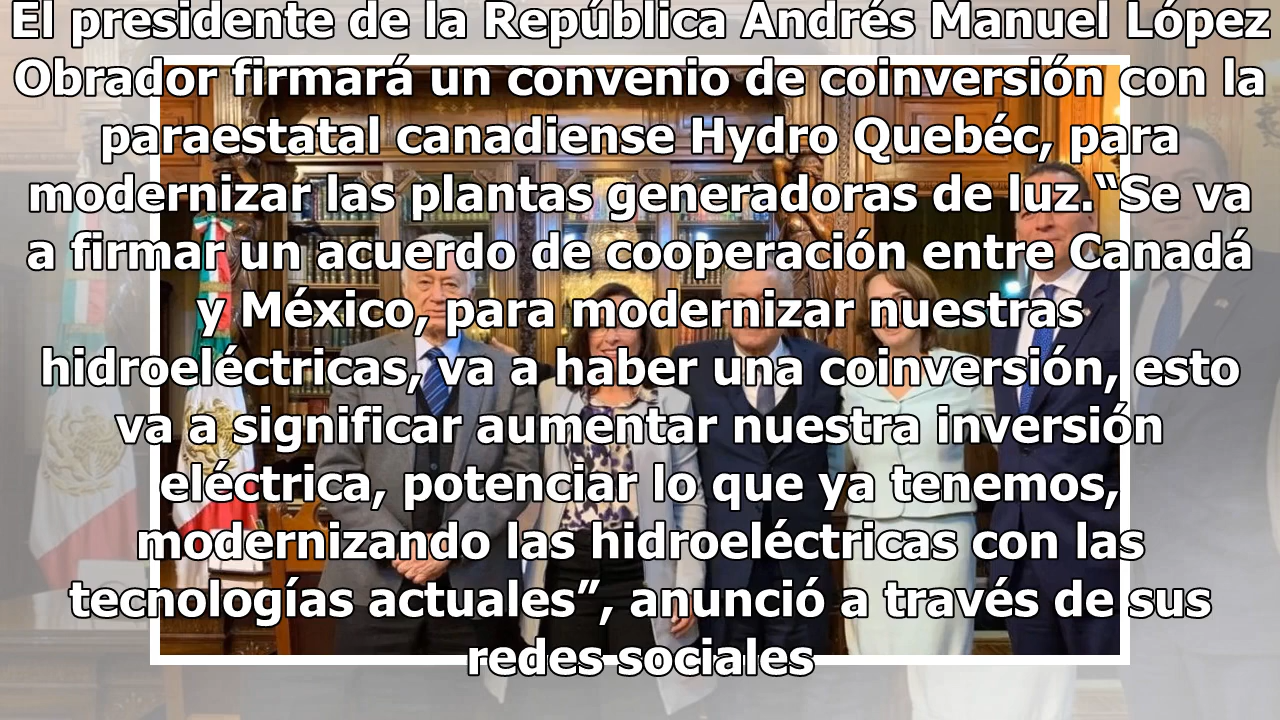 El presidente de la República Andrés Manuel López
Obrador firmará un convenio de coinversión con la
paraestatal canadiense Hydro Quebéc, para
modernizar las plantas generadoras de luz.“Se va
a firmar un acuerdo de cooperación entre Canadá
y México, para modernizar nuestras
hidroeléctricas, va a haber una coinversión, esto
va a significar aumentar nuestra inversión
eléctrica, potenciar lo que ya tenemos,
modernizando las hidroeléctricas con las
tecnologías actuales”, anunció a través de sus
redes sociales